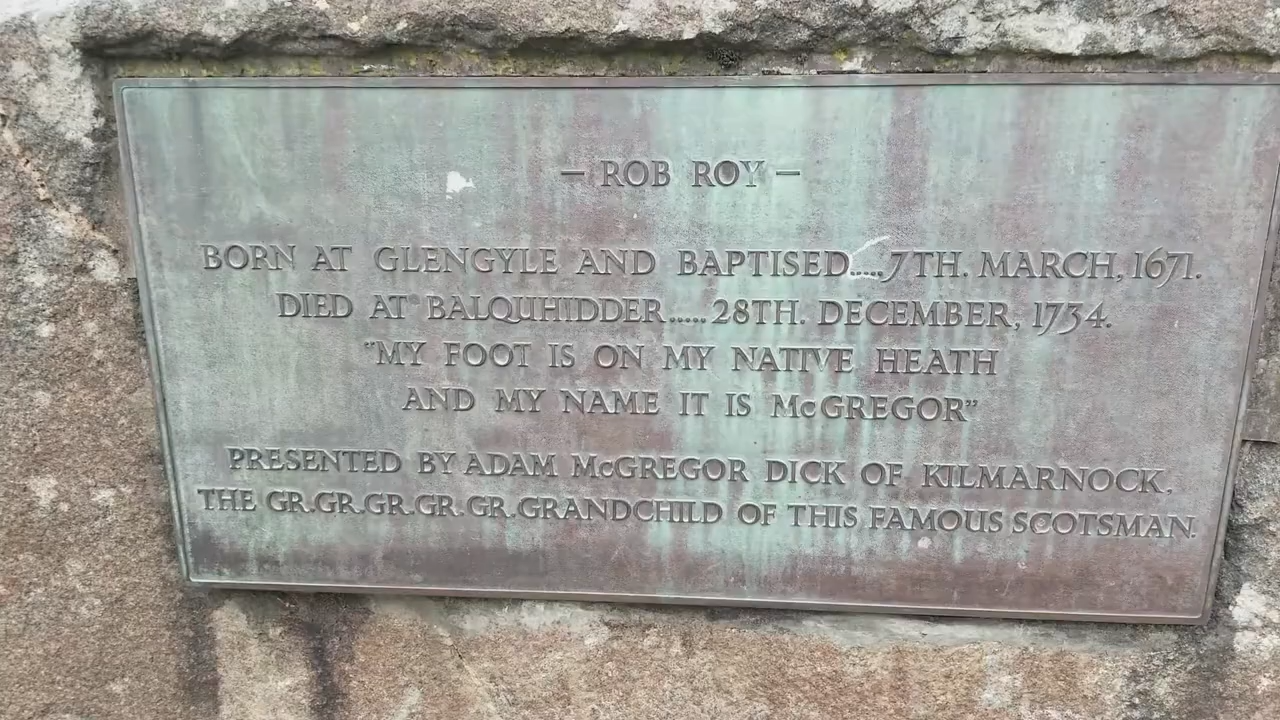 — ROB ROY —
BORN AT GLENGYLE AND BAPTISED.....7TH. MARCH, 1671.
DIED AT BALQUHIDDER.....28TH. DECEMBER, 1734.
"MY FOOT IS ON MY NATIVE HEATH
AND MY NAME IT IS McGREGOR"
PRESENTED BY ADAM McGREGOR DICK OF KILMARNOCK.
THE GR.GR.GR.GR.GR.GRANDCHILD OF THIS FAMOUS SCOTSMAN.